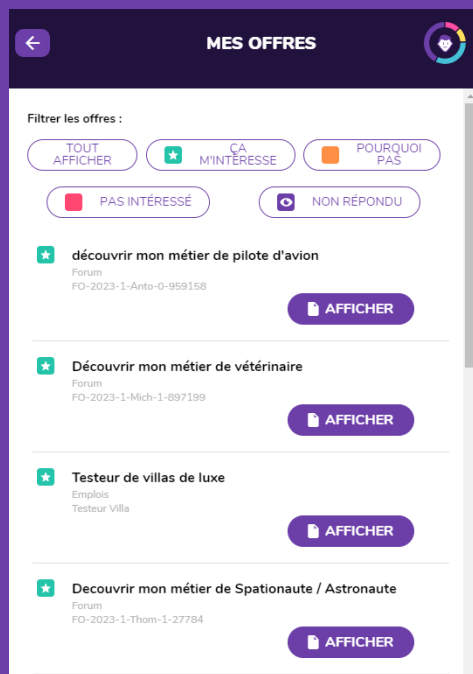 MES OFFRES
Filtrer les offres :
TOUT
AFFICHER
ÇA
M'INTÉRESSE
POURQUOI
PAS
PAS INTÉRESSÉ
NON RÉPONDU
découvrir mon métier de pilote d'avion
Forum
FO-2023-1-Anto-0-959158
AFFICHER
Découvrir mon métier de vétérinaire
Forum
FO-2023-1-Mich-1-897199
AFFICHER
Testeur de villas de luxe
Emplois
Testeur Villa
AFFICHER
Decouvrir mon métier de Spationaute / Astronaute
Forum
FO-2023-1-Thom-1-27784
AFFICHER